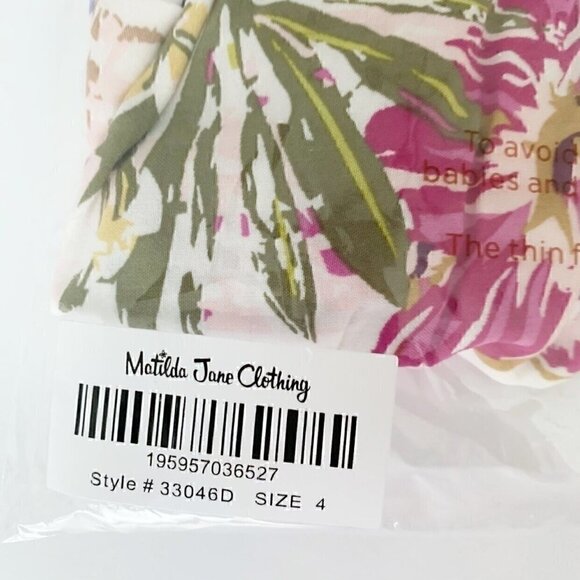 To avoid
babies and
The thin
Matilda Jane Clothing
195957036527
Style # 33046D SIZE 4